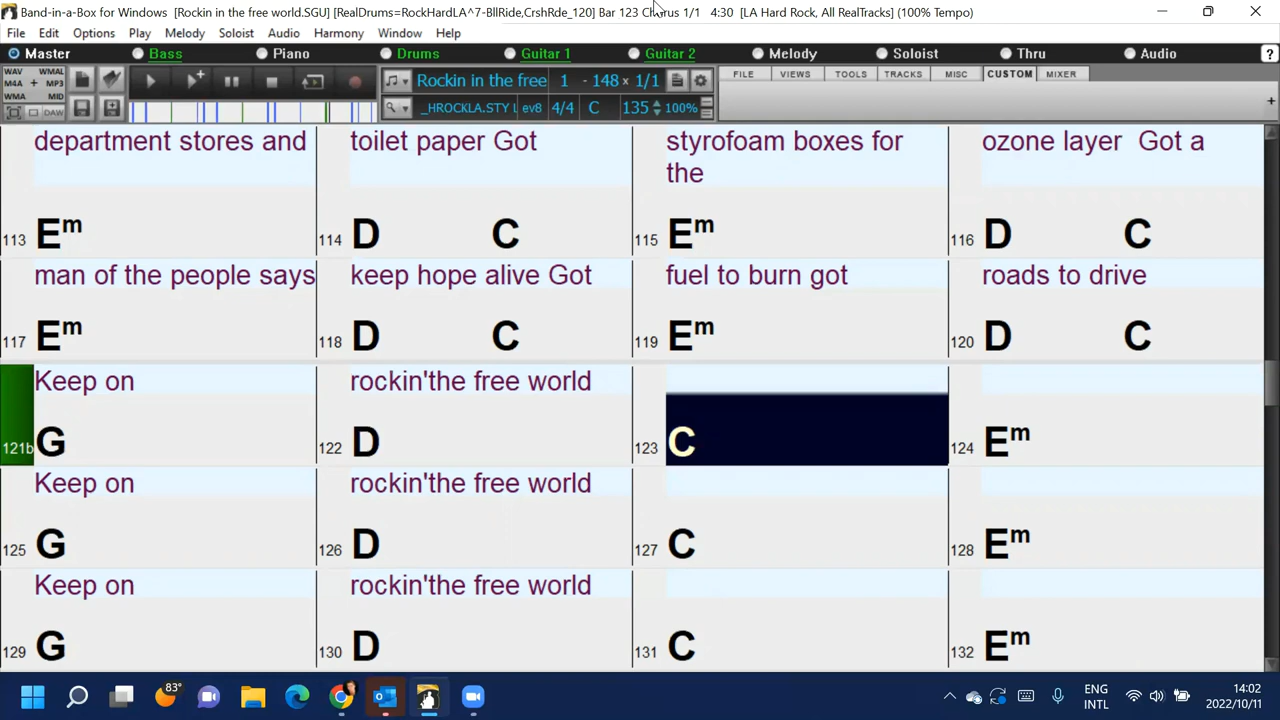 Band-in-a-Box for Windows [Rockin in the free world.SGU] [RealDrums=RockHardLA^7-BllRide,CrshRde_120] Bar 123 Chorus 1/1 4:30 [LA Hard Rock, All RealTracks] (100% Tempo)
File Edit Options Play Melody Soloist Audio Harmony Window Help
Master Bass Piano Drums Guitar 1 Guitar 2 Melody Soloist Thru Audio ?
WAV WMAL
M4A + MP3
WMA MID
DAW
Rockin in the free 1 - 148 x 1/1
_HROCKLA.STY L ev8 4/4 C 135 100%
FILE VIEWS TOOLS TRACKS MISC CUSTOM MIXER
+
department stores and toilet paper Got styrofoam boxes for the ozone layer Got a
113 Em 114 D C 115 Em 116 D C
man of the people says keep hope alive Got fuel to burn got roads to drive
117 Em 118 D C 119 Em 120 D C
Keep on rockin'the free world
121b G 122 D 123 C 124 Em
Keep on rockin'the free world
125 G 126 D 127 C 128 Em
Keep on rockin'the free world
129 G 130 D 131 C 132 Em
83°
ENG
INTL
14:02
2022/10/11